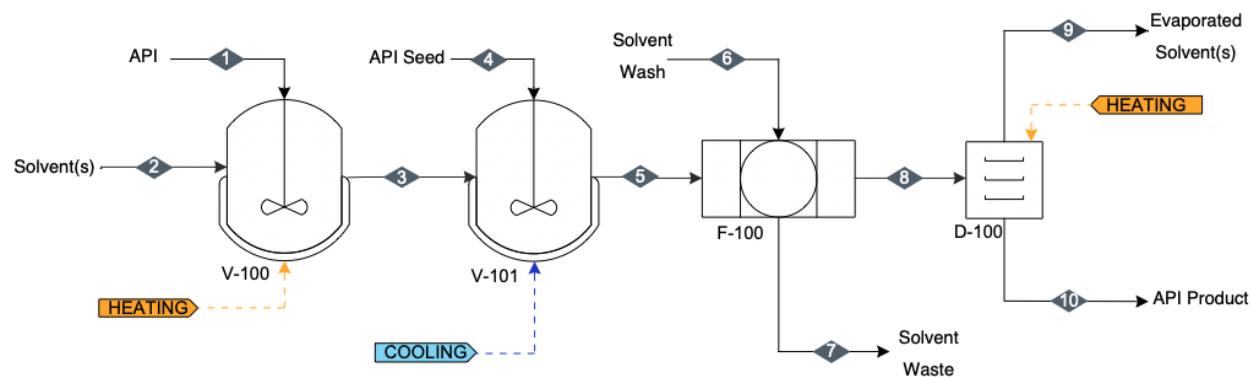 API
1
Solvent(s)
2
HEATING
V-100
3
API Seed
4
COOLING
V-101
5
Solvent
Wash
6
F-100
7
Solvent
Waste
8
D-100
HEATING
9
Evaporated
Solvent(s)
10
API Product